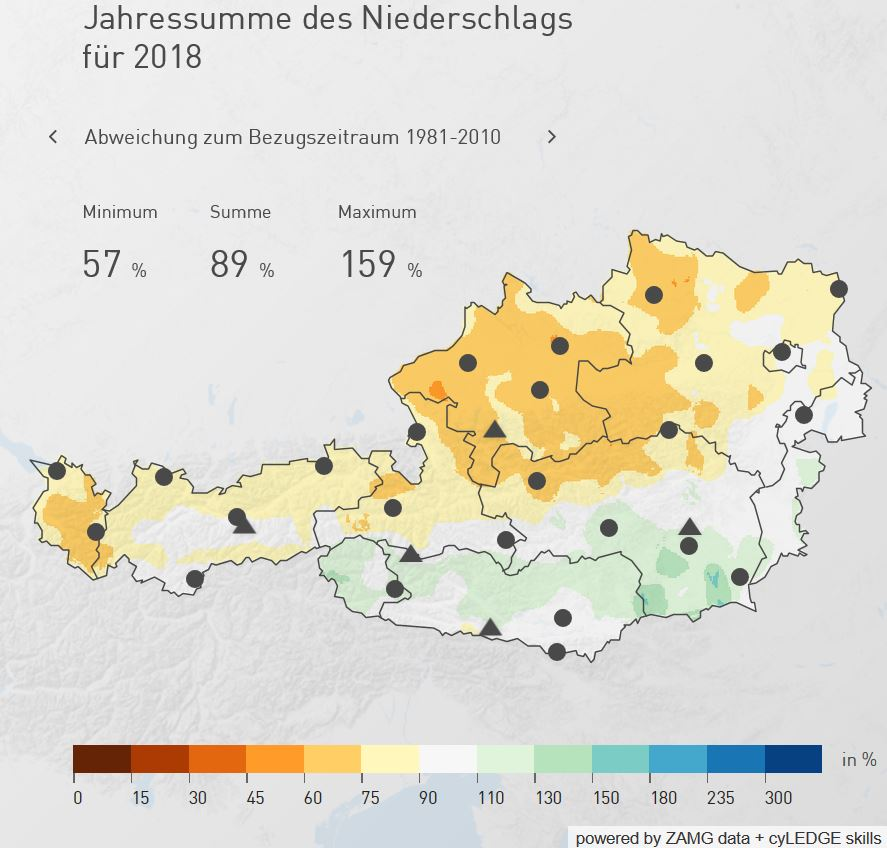 Jahressumme des Niederschlags
für 2018
Abweichung zum Bezugszeitraum 1981-2010
Minimum Summe Maximum
57 % 89 % 159 %
in %
0 15 30 45 60 75 90 110 130 150 180 235 300
powered by ZAMG data + cyLEDGE skills